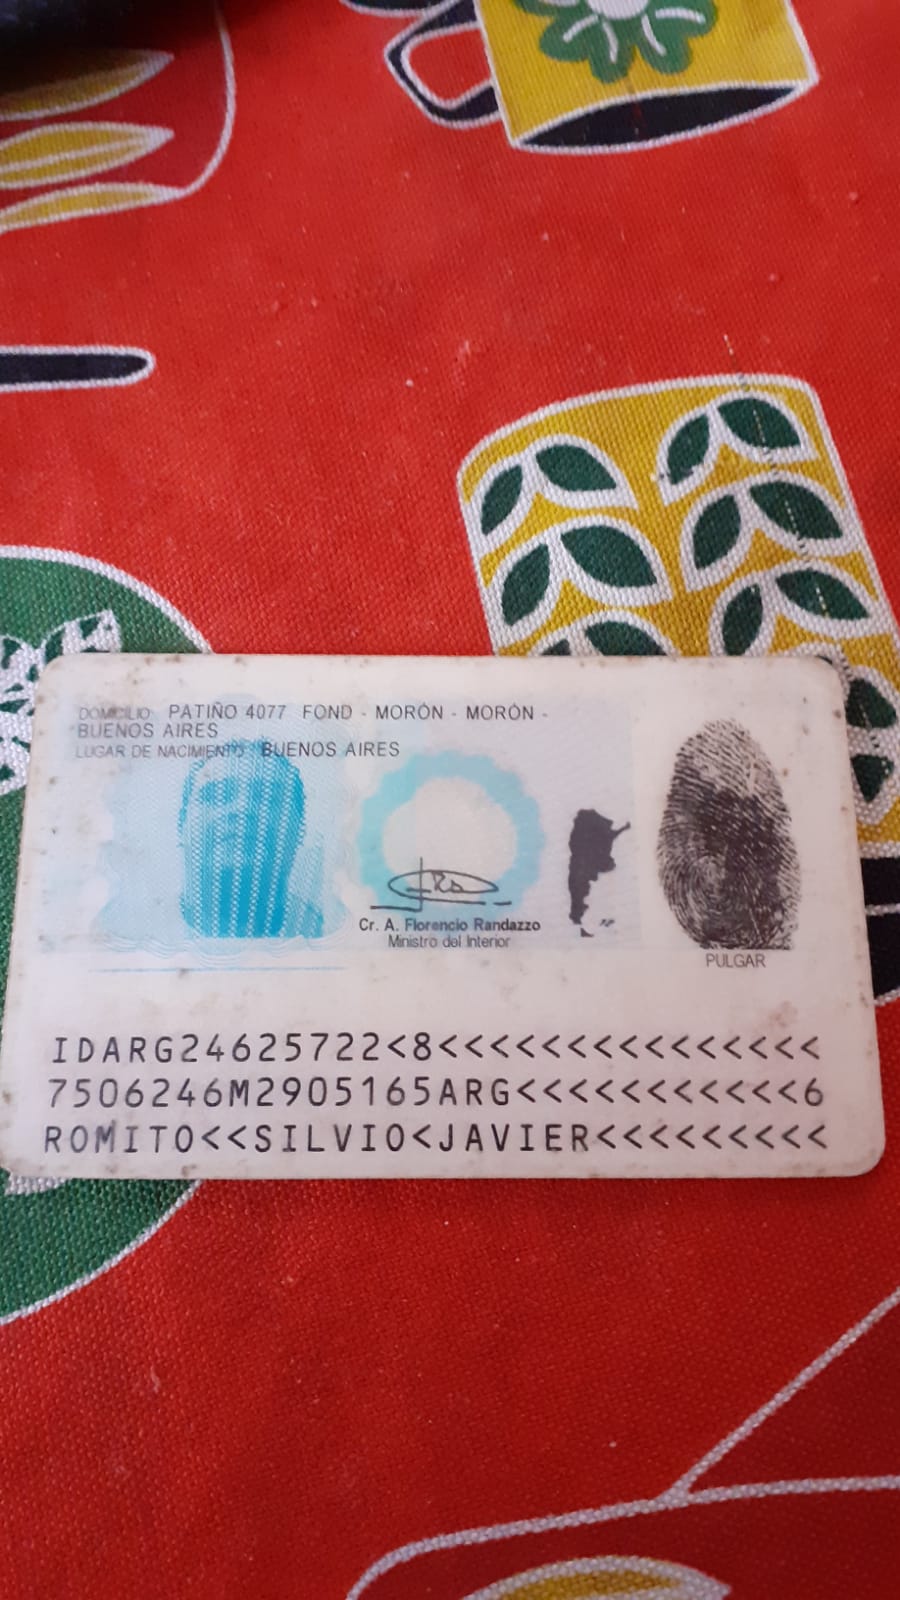 DOMICILIO: PATIÑO 4077 FOND - MORÓN - MORÓN -
BUENOS AIRES
LUGAR DE NACIMIENTO: BUENOS AIRES
Cr. A. Florencio Randazzo
Ministro del Interior
PULGAR
IDARG24625722<8<<<<<<<<<<<<<<<
7506246M2905165ARG<<<<<<<<<<<6
ROMITO<<SILVIO<JAVIER<<<<<<<<<